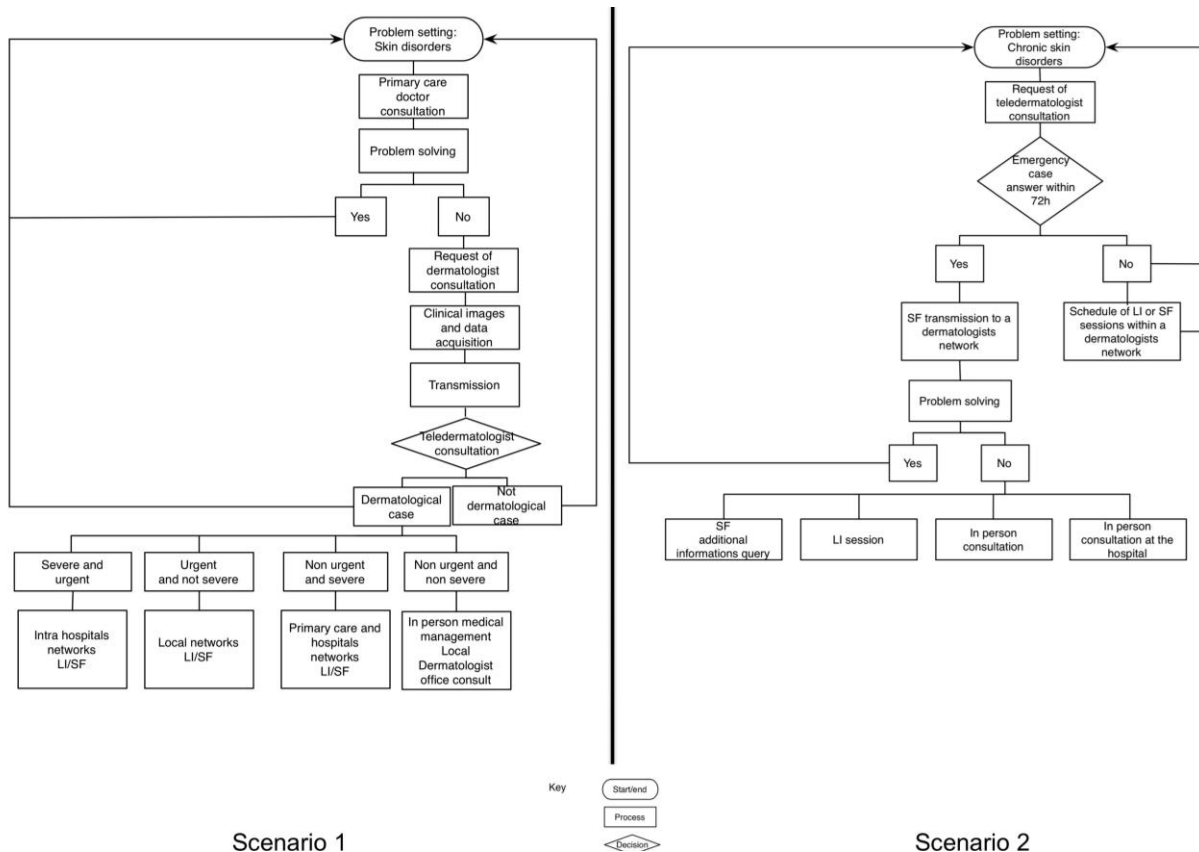 Problem setting:
Skin disorders
Primary care
doctor
consultation
Problem solving
Yes
No
Request of
dermatologist
consultation
Clinical images
and data
acquisition
Transmission
Teledermatologist
consultation
Dermatological
case
Not
dermatological
case
Severe and
urgent
Urgent
and not severe
Non urgent
and severe
Non urgent and
non severe
Intra hospitals
networks
LI/SF
Local networks
LI/SF
Primary care and
hospitals
networks
LI/SF
In person medical
management
Local
Dermatologist
office consult
Scenario 1
Problem setting:
Chronic skin
disorders
Request of
teledermatologist
consultation
Emergency
case
answer within
72h
Yes
No
SF transmission to a
dermatologists
network
Schedule of LI or SF
sessions within a
dermatologists
network
Problem solving
Yes
No
SF
additional
informations query
LI session
In person
consultation
In person
consultation at the
hospital
Key
Start/end
Process
Decision
Scenario 2